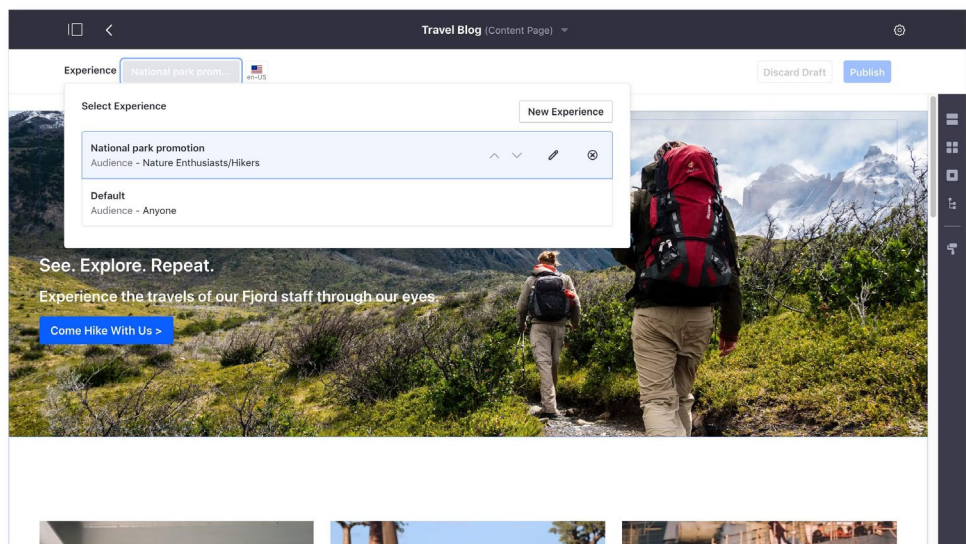 Travel Blog (Content Page)
Experience National park prom... en-US Discard Draft Publish
Select Experience New Experience
National park promotion
Audience - Nature Enthusiasts/Hikers
Default
Audience - Anyone
See. Explore. Repeat.
Experience the travels of our Fjord staff through our eyes.
Come Hike With Us >